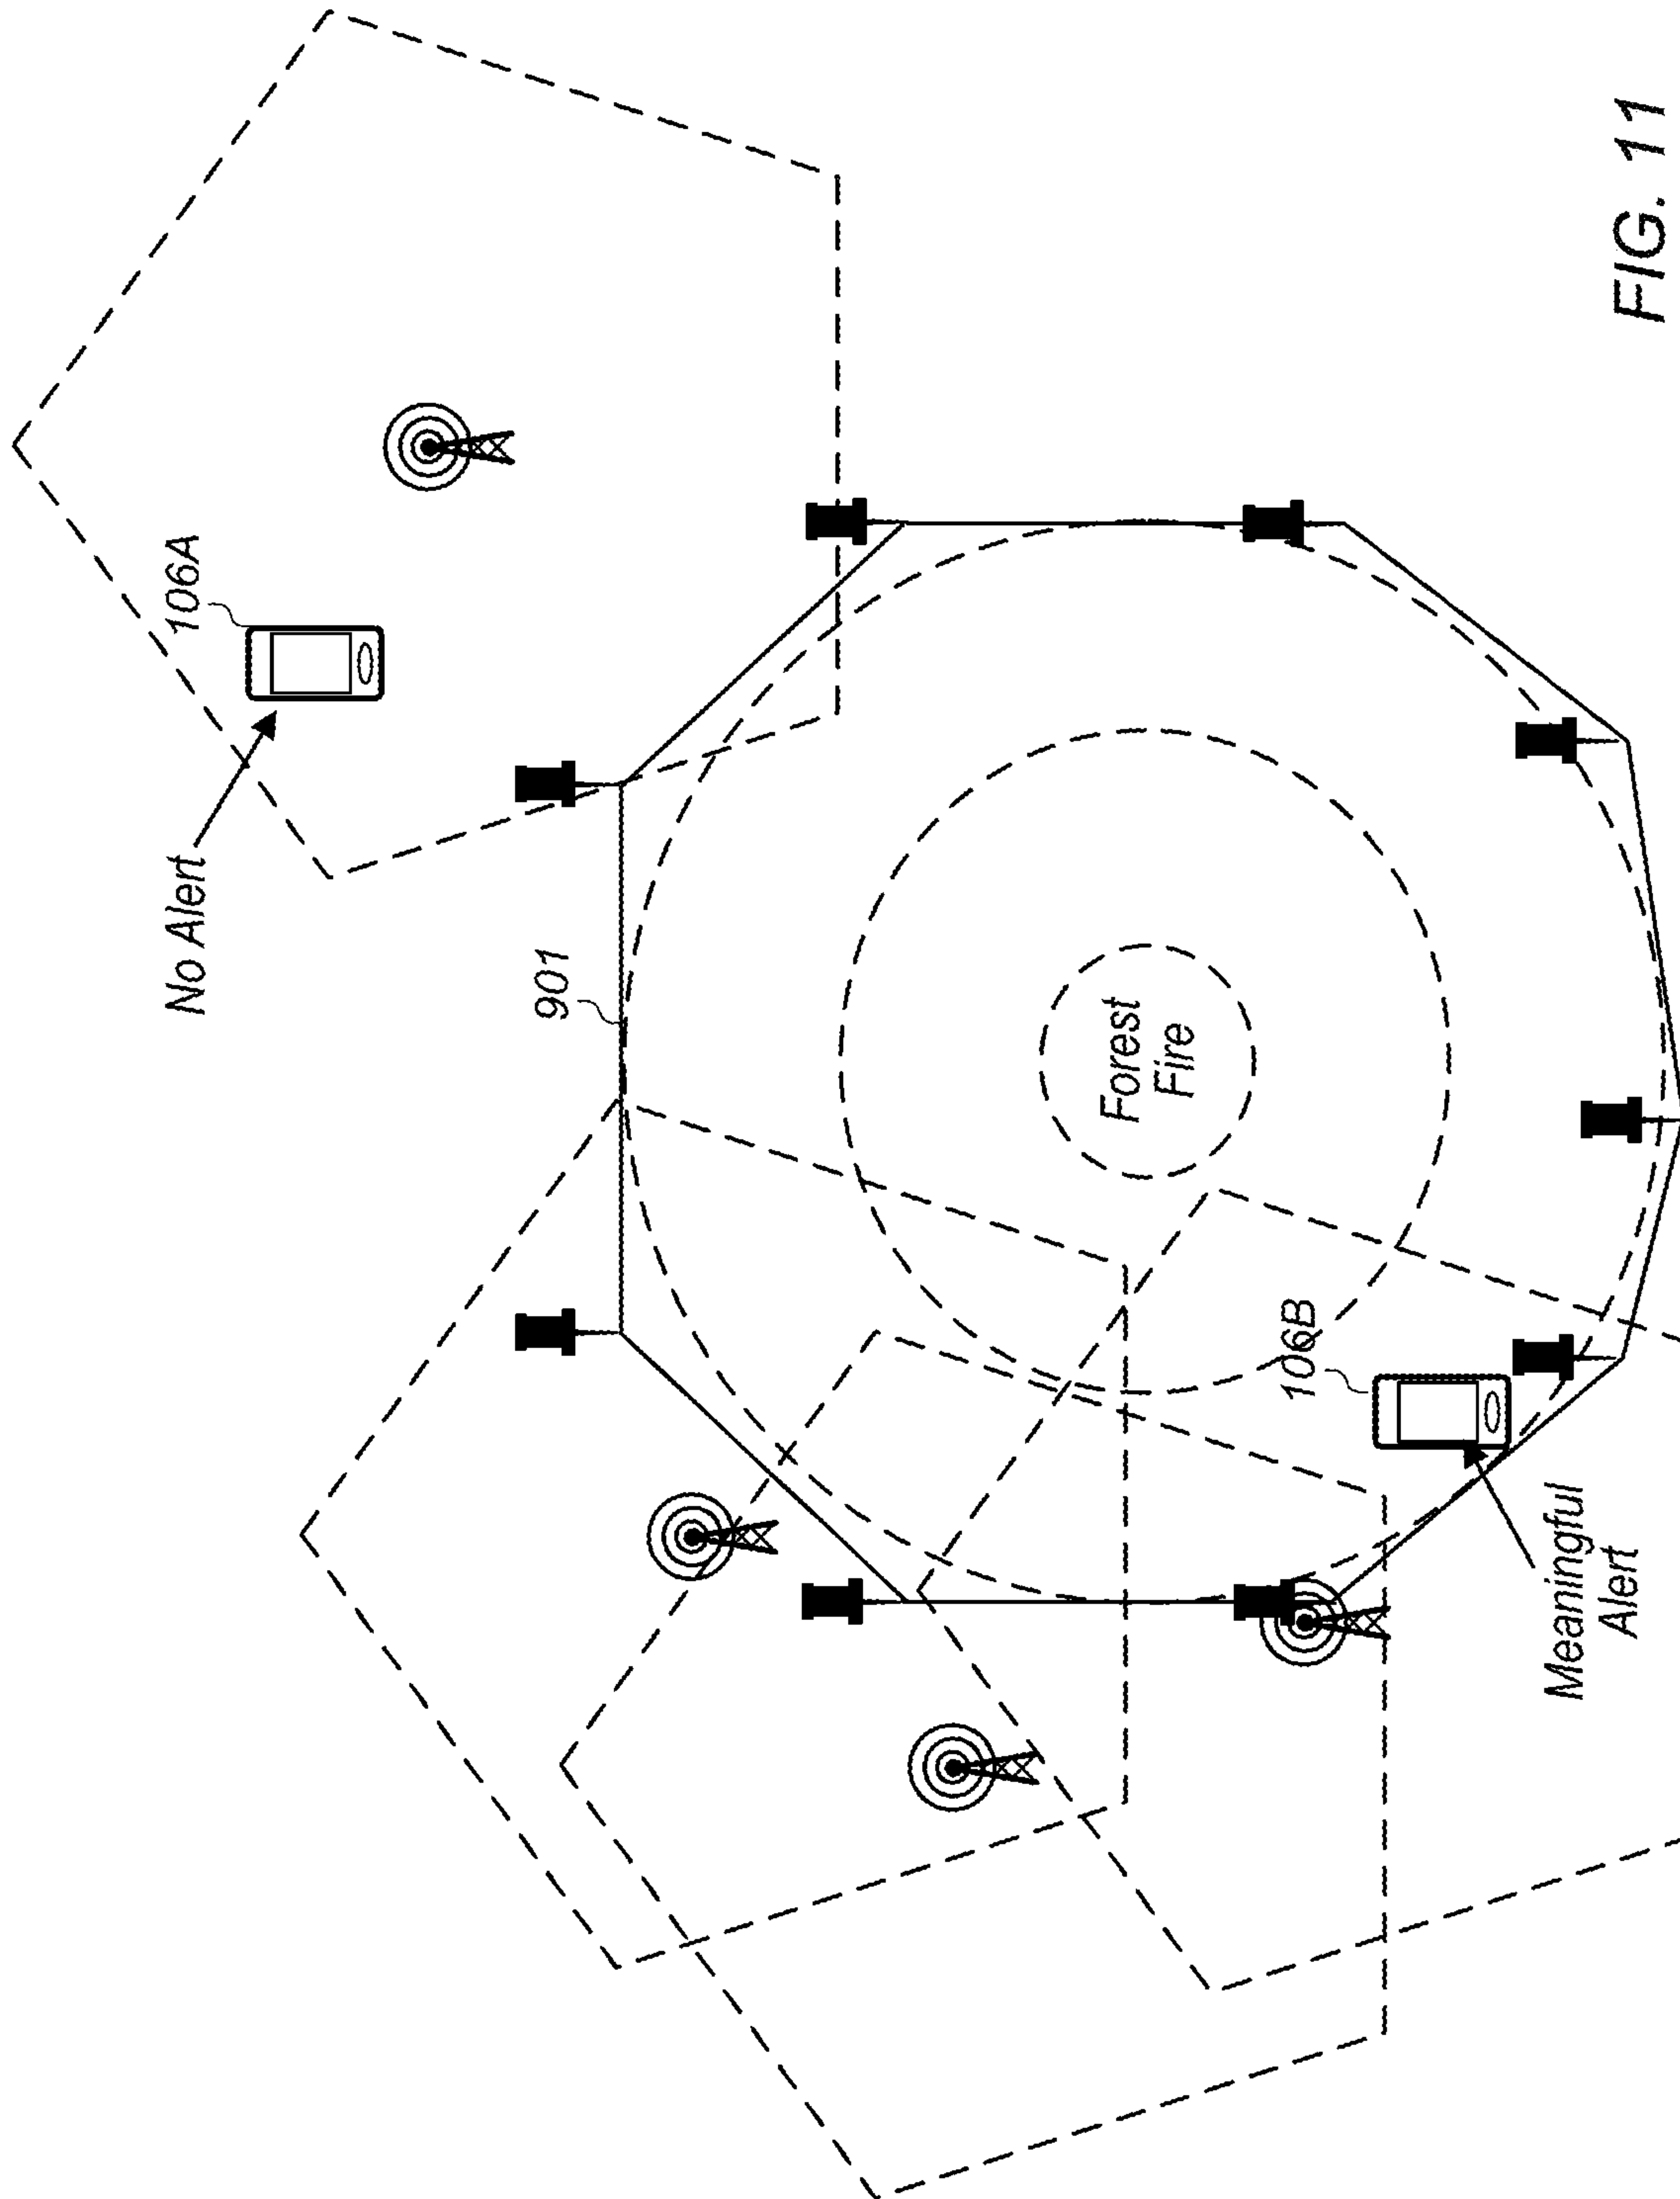 No Alert
106A
901
Forest
Fire
106B
Meaningful
Alert
FIG. 11